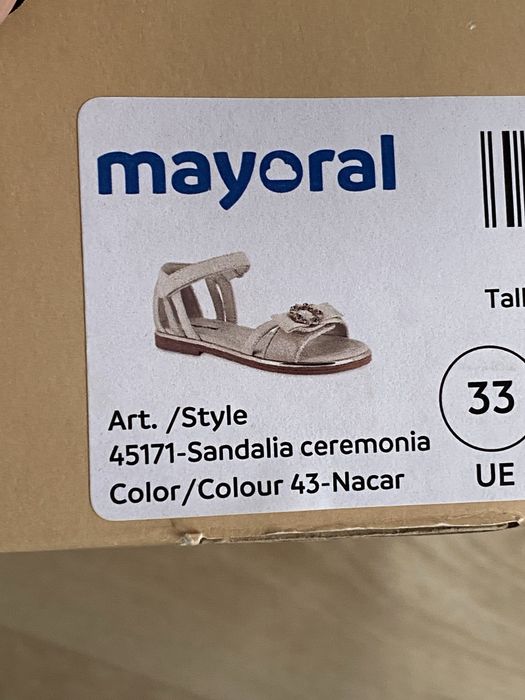 mayoral
Tall
Art. /Style
33
45171-Sandalia ceremonia
Color/Colour 43-Nacar
UE